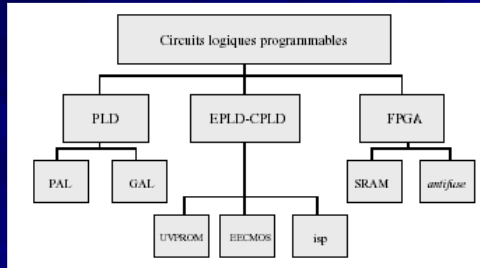 Circuits logiques programmables
PLD
EPLD-CPLD
FPGA
PAL
GAL
SRAM
antifuse
UVPROM
EECMOS
isp